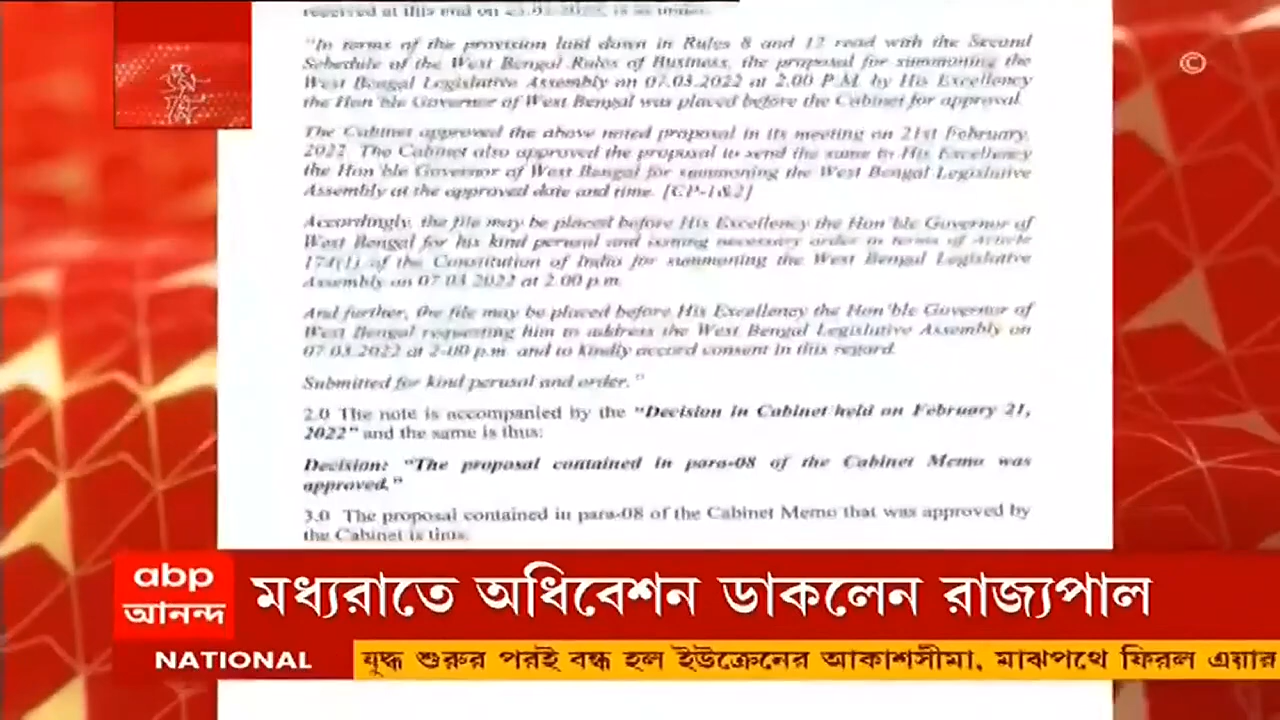 received at this end on is as under:
"In terms of the provision laid down in Rules 8 and 12 read with the Second
Schedule of the West Bengal Rules of Business, the proposal for summoning the
West Bengal Legislative Assembly on 07.03.2022 at 2.00 P.M. by His Excellency
the Hon'ble Governor of West Bengal was placed before the Cabinet for approval.
©
The Cabinet approved the above noted proposal in its meeting on 21st February,
2022. The Cabinet also approved the proposal to send the same to His Excellency
the Hon'ble Governor of West Bengal for summoning the West Bengal Legislative
Assembly at the approved date and time. [CP-1&2]
Accordingly, the file may be placed before His Excellency the Hon'ble Governor of
West Bengal for his kind perusal and issuing necessary order in terms of Article
174(1) of the Constitution of India for summoning the West Bengal Legislative
Assembly on 07.03.2022 at 2.00 p.m.
And further, the file may be placed before His Excellency the Hon'ble Governor of
West Bengal requesting him to address the West Bengal Legislative Assembly on
07.03.2022 at 2-00 p.m. and to kindly accord consent in this regard.
Submitted for kind perusal and order."
2.0 The note is accompanied by the "Decision in Cabinet held on February 21,
2022" and the same is thus:
Decision: "The proposal contained in para-08 of the Cabinet Memo was
approved."
3.0 The proposal contained in para-08 of the Cabinet Memo that was approved by
the Cabinet is thus:
abp
আনন্দ
মধ্যরাতে অধিবেশন ডাকলেন রাজ্যপাল
NATIONAL
যুদ্ধ শুরুর পরই বন্ধ হল ইউক্রেনের আকাশসীমা, মাঝপথে ফিরল এয়ার